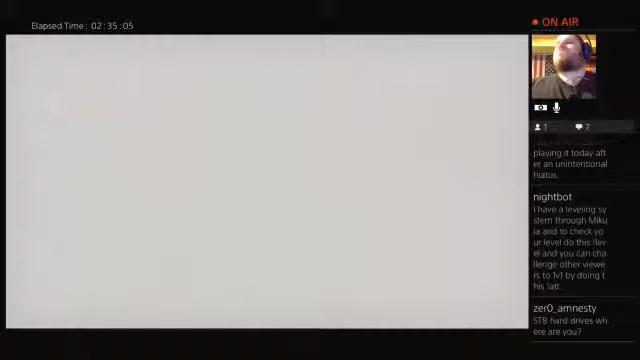 Elapsed Time : 02:35:05
ON AIR
1
7
playing it today aft
er an unintentional
hiatus.
nightbot
I have a leveling sy
stem through Miku
ia and to check yo
ur level do this !lev
el and you can cha
llenge other viewe
rs to 1v1 by doing t
his !att
zer0_amnesty
5TB hard drives wh
ere are you?